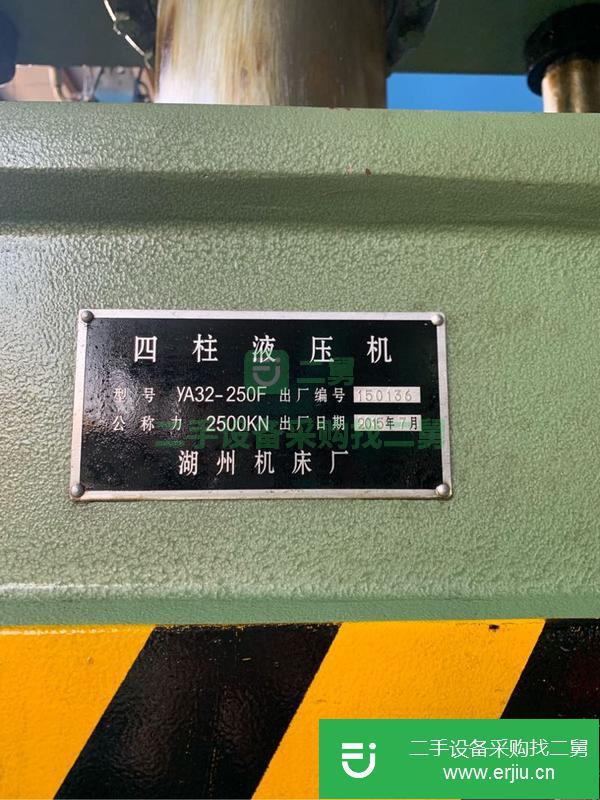 四柱液压机
型号 YA32-250F 出厂编号 150136
公称力 2500KN 出厂日期 2015年7月
湖州机床厂
二舅
二手设备采购找二舅
二手设备采购找二舅
www.erjiu.cn